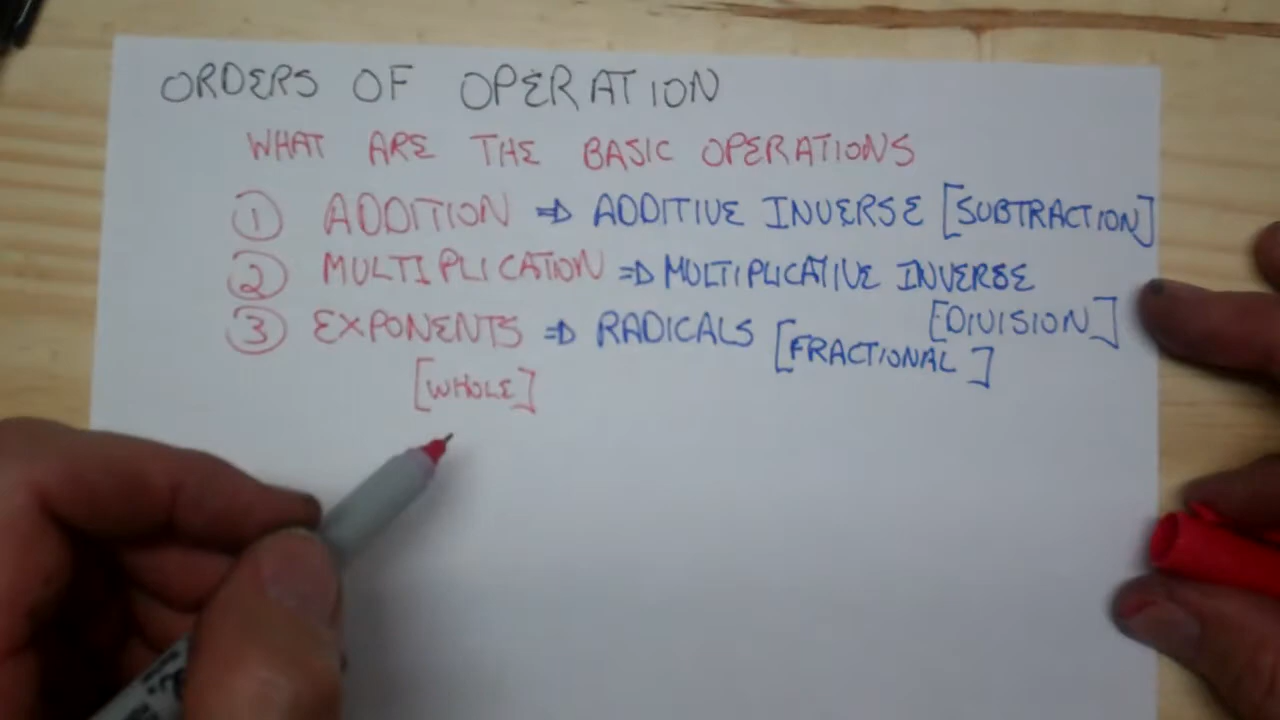 ORDERS OF OPERATION
WHAT ARE THE BASIC OPERATIONS
① ADDITION ⇒ ADDITIVE INVERSE [SUBTRACTION]
② MULTIPLICATION ⇒ MULTIPLICATIVE INVERSE
[DIVISION]
③ EXPONENTS ⇒ RADICALS [FRACTIONAL]
[WHOLE]